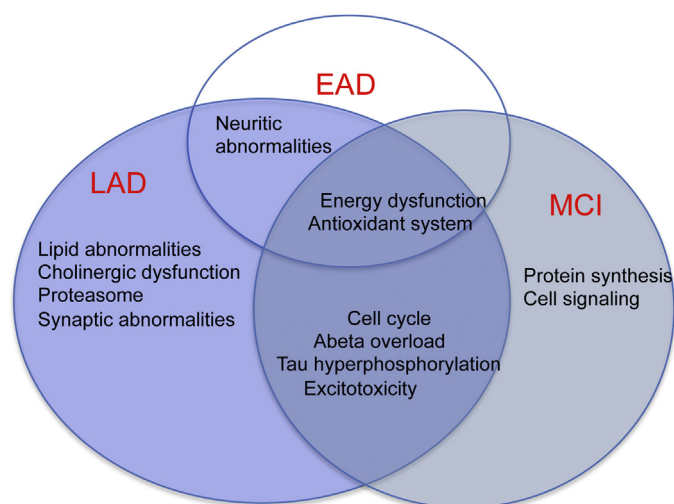 EAD
Neuritic
abnormalities
LAD
Energy dysfunction
Antioxidant system
MCI
Lipid abnormalities
Cholinergic dysfunction
Proteasome
Synaptic abnormalities
Protein synthesis
Cell signaling
Cell cycle
Abeta overload
Tau hyperphosphorylation
Excitotoxicity